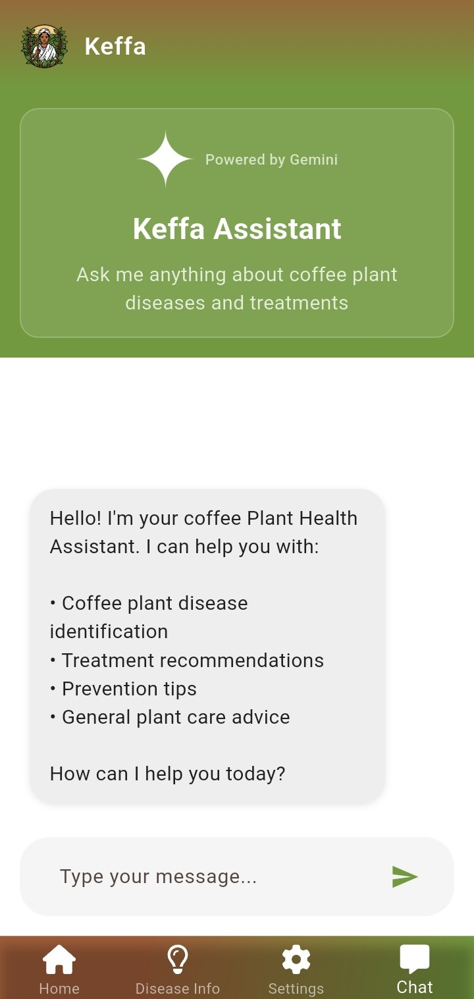 Keffa
Powered by Gemini
Keffa Assistant
Ask me anything about coffee plant
diseases and treatments
Hello! I'm your coffee Plant Health
Assistant. I can help you with:
• Coffee plant disease
identification
• Treatment recommendations
• Prevention tips
• General plant care advice
How can I help you today?
Type your message...
Home
Disease Info
Settings
Chat